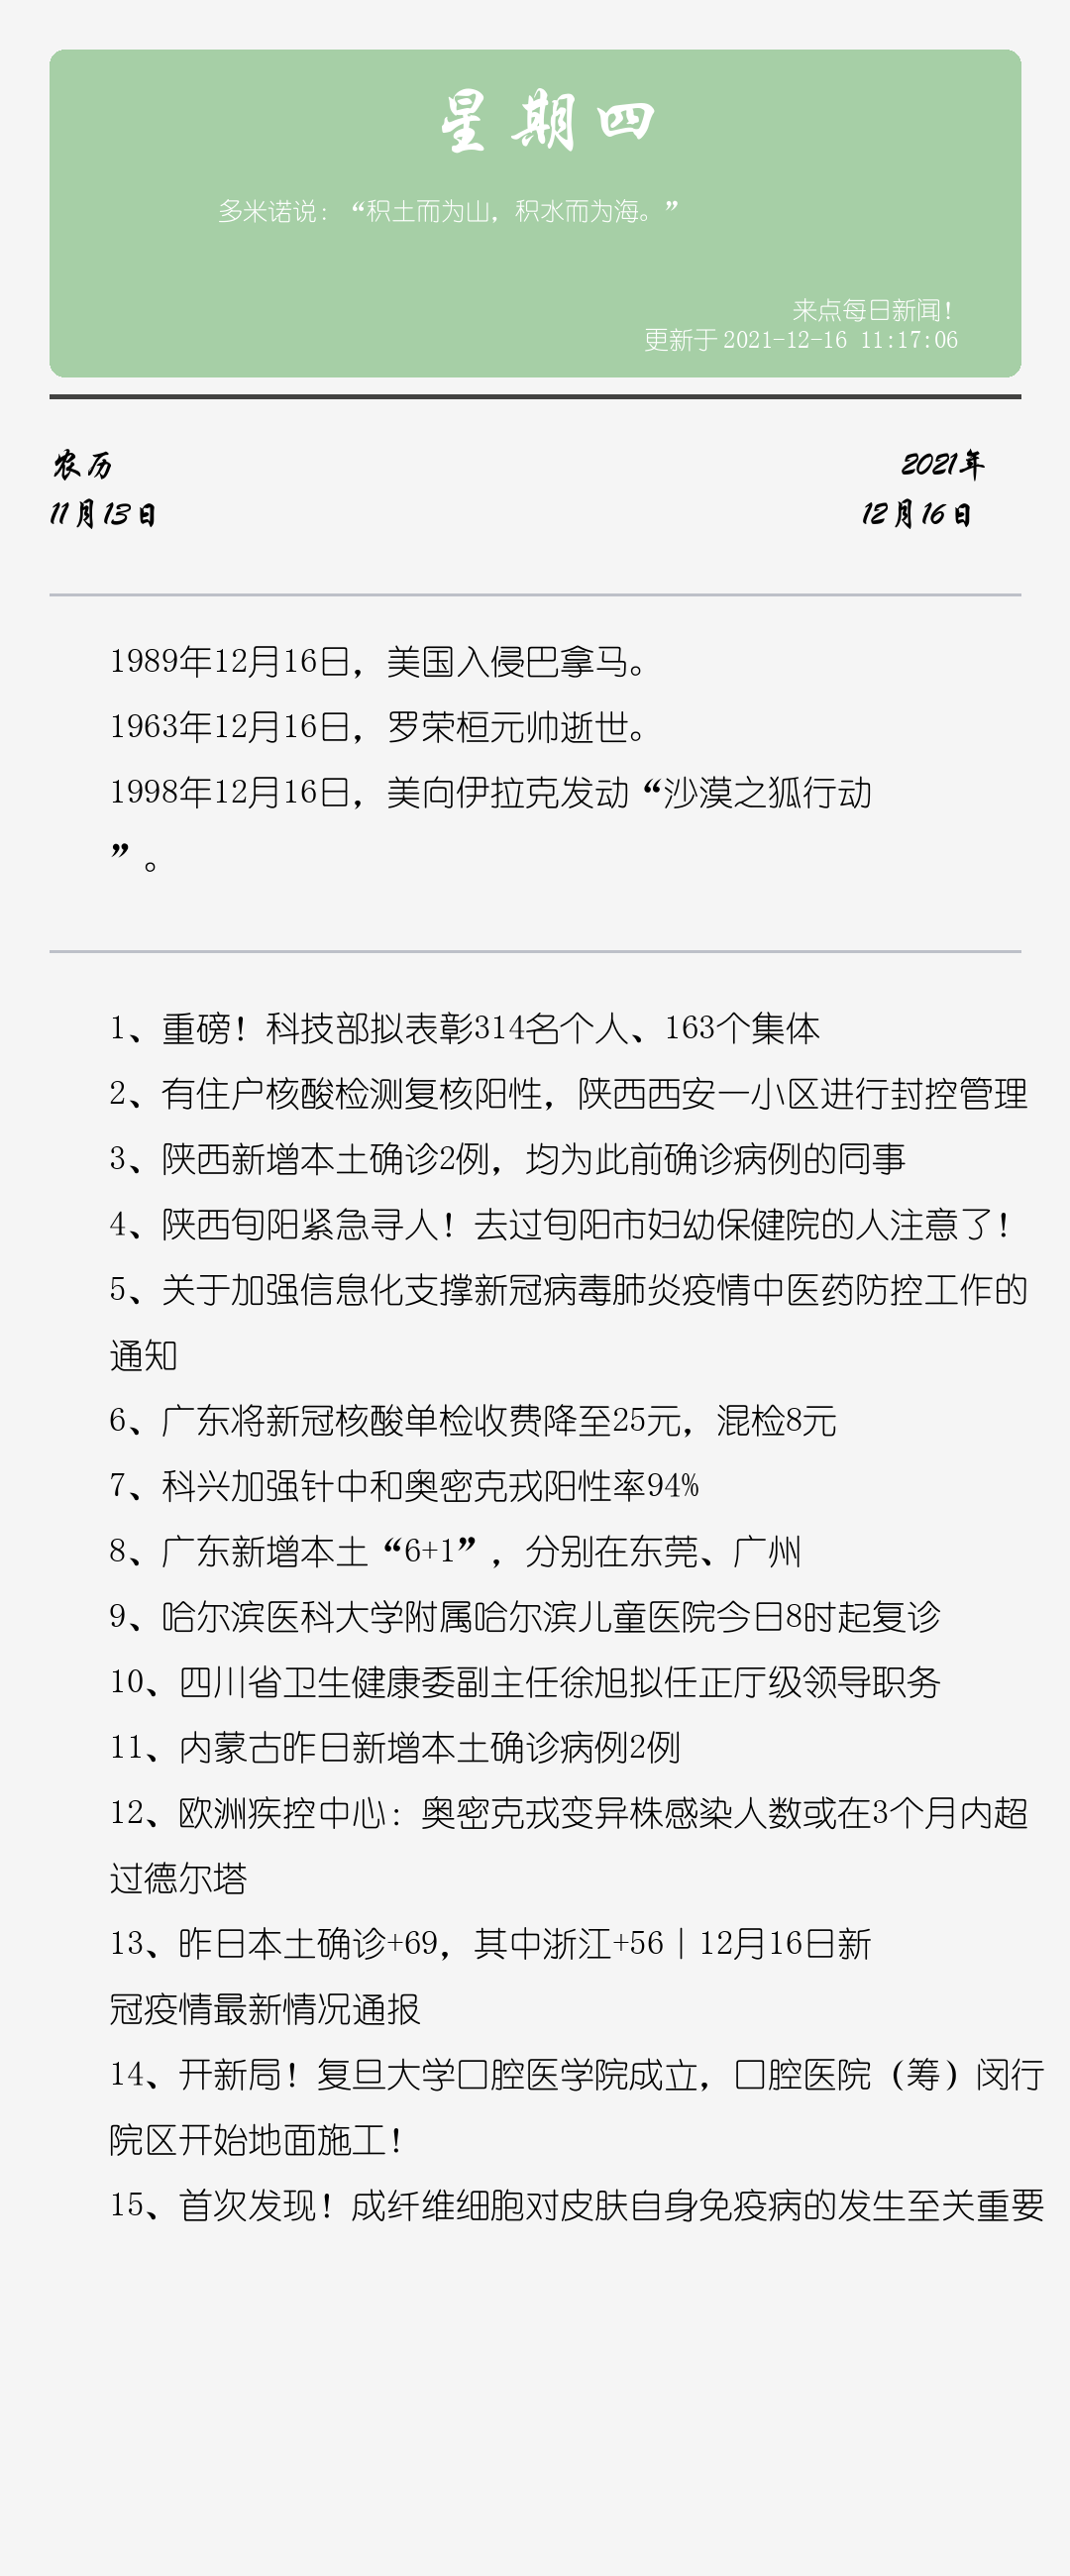 星期四
多米诺说：“积土而为山，积水而为海。”
来点每日新闻！
更新于2021-12-16 11:17:06
农历
11月13日
2021年
12月16日
1989年12月16日，美国入侵巴拿马。
1963年12月16日，罗荣桓元帅逝世。
1998年12月16日，美向伊拉克发动“沙漠之狐行动
”。
1、重磅！科技部拟表彰314名个人、163个集体
2、有住户核酸检测复核阳性，陕西西安一小区进行封控管理
3、陕西新增本土确诊2例，均为此前确诊病例的同事
4、陕西旬阳紧急寻人！去过旬阳市妇幼保健院的人注意了！
5、关于加强信息化支撑新冠病毒肺炎疫情中医药防控工作的
通知
6、广东将新冠核酸单检收费降至25元，混检8元
7、科兴加强针中和奥密克戎阳性率94%
8、广东新增本土“6+1”，分别在东莞、广州
9、哈尔滨医科大学附属哈尔滨儿童医院今日8时起复诊
10、四川省卫生健康委副主任徐旭拟任正厅级领导职务
11、内蒙古昨日新增本土确诊病例2例
12、欧洲疾控中心：奥密克戎变异株感染人数或在3个月内超
过德尔塔
13、昨日本土确诊+69，其中浙江+56丨12月16日新
冠疫情最新情况通报
14、开新局！复旦大学口腔医学院成立，口腔医院（筹）闵行
院区开始地面施工！
15、首次发现！成纤维细胞对皮肤自身免疫病的发生至关重要